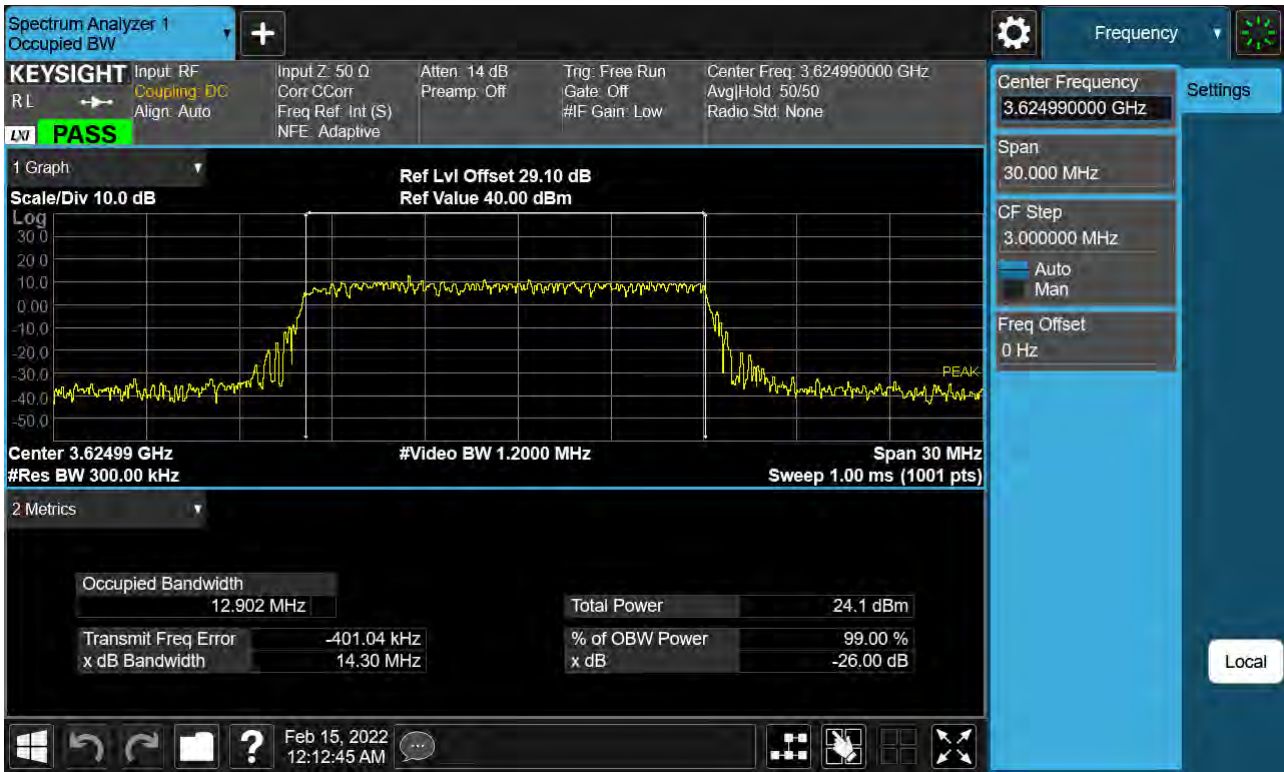 Spectrum Analyzer 1
Occupied BW
+
Frequency
KEYSIGHT
R L
LXI PASS
Input: RF
Coupling: DC
Align: Auto
Input Z: 50 Ω
Corr CCorr
Freq Ref: Int (S)
NFE: Adaptive
Atten: 14 dB
Preamp: Off
Trig: Free Run
Gate: Off
#IF Gain: Low
Center Freq: 3.624990000 GHz
Avg|Hold: 50/50
Radio Std: None
Center Frequency
3.624990000 GHz
Settings
Span
30.000 MHz
CF Step
3.000000 MHz
Auto
Man
Freq Offset
0 Hz
Local
1 Graph
Scale/Div 10.0 dB
Ref Lvl Offset 29.10 dB
Ref Value 40.00 dBm
Log
30.0
20.0
10.0
0.00
-10.0
-20.0
-30.0
-40.0
-50.0
PEAK
Center 3.62499 GHz
#Video BW 1.2000 MHz
Span 30 MHz
#Res BW 300.00 kHz
Sweep 1.00 ms (1001 pts)
2 Metrics
Occupied Bandwidth
12.902 MHz
Total Power 24.1 dBm
Transmit Freq Error -401.04 kHz
% of OBW Power 99.00 %
x dB Bandwidth 14.30 MHz
x dB -26.00 dB
?
Feb 15, 2022
12:12:45 AM